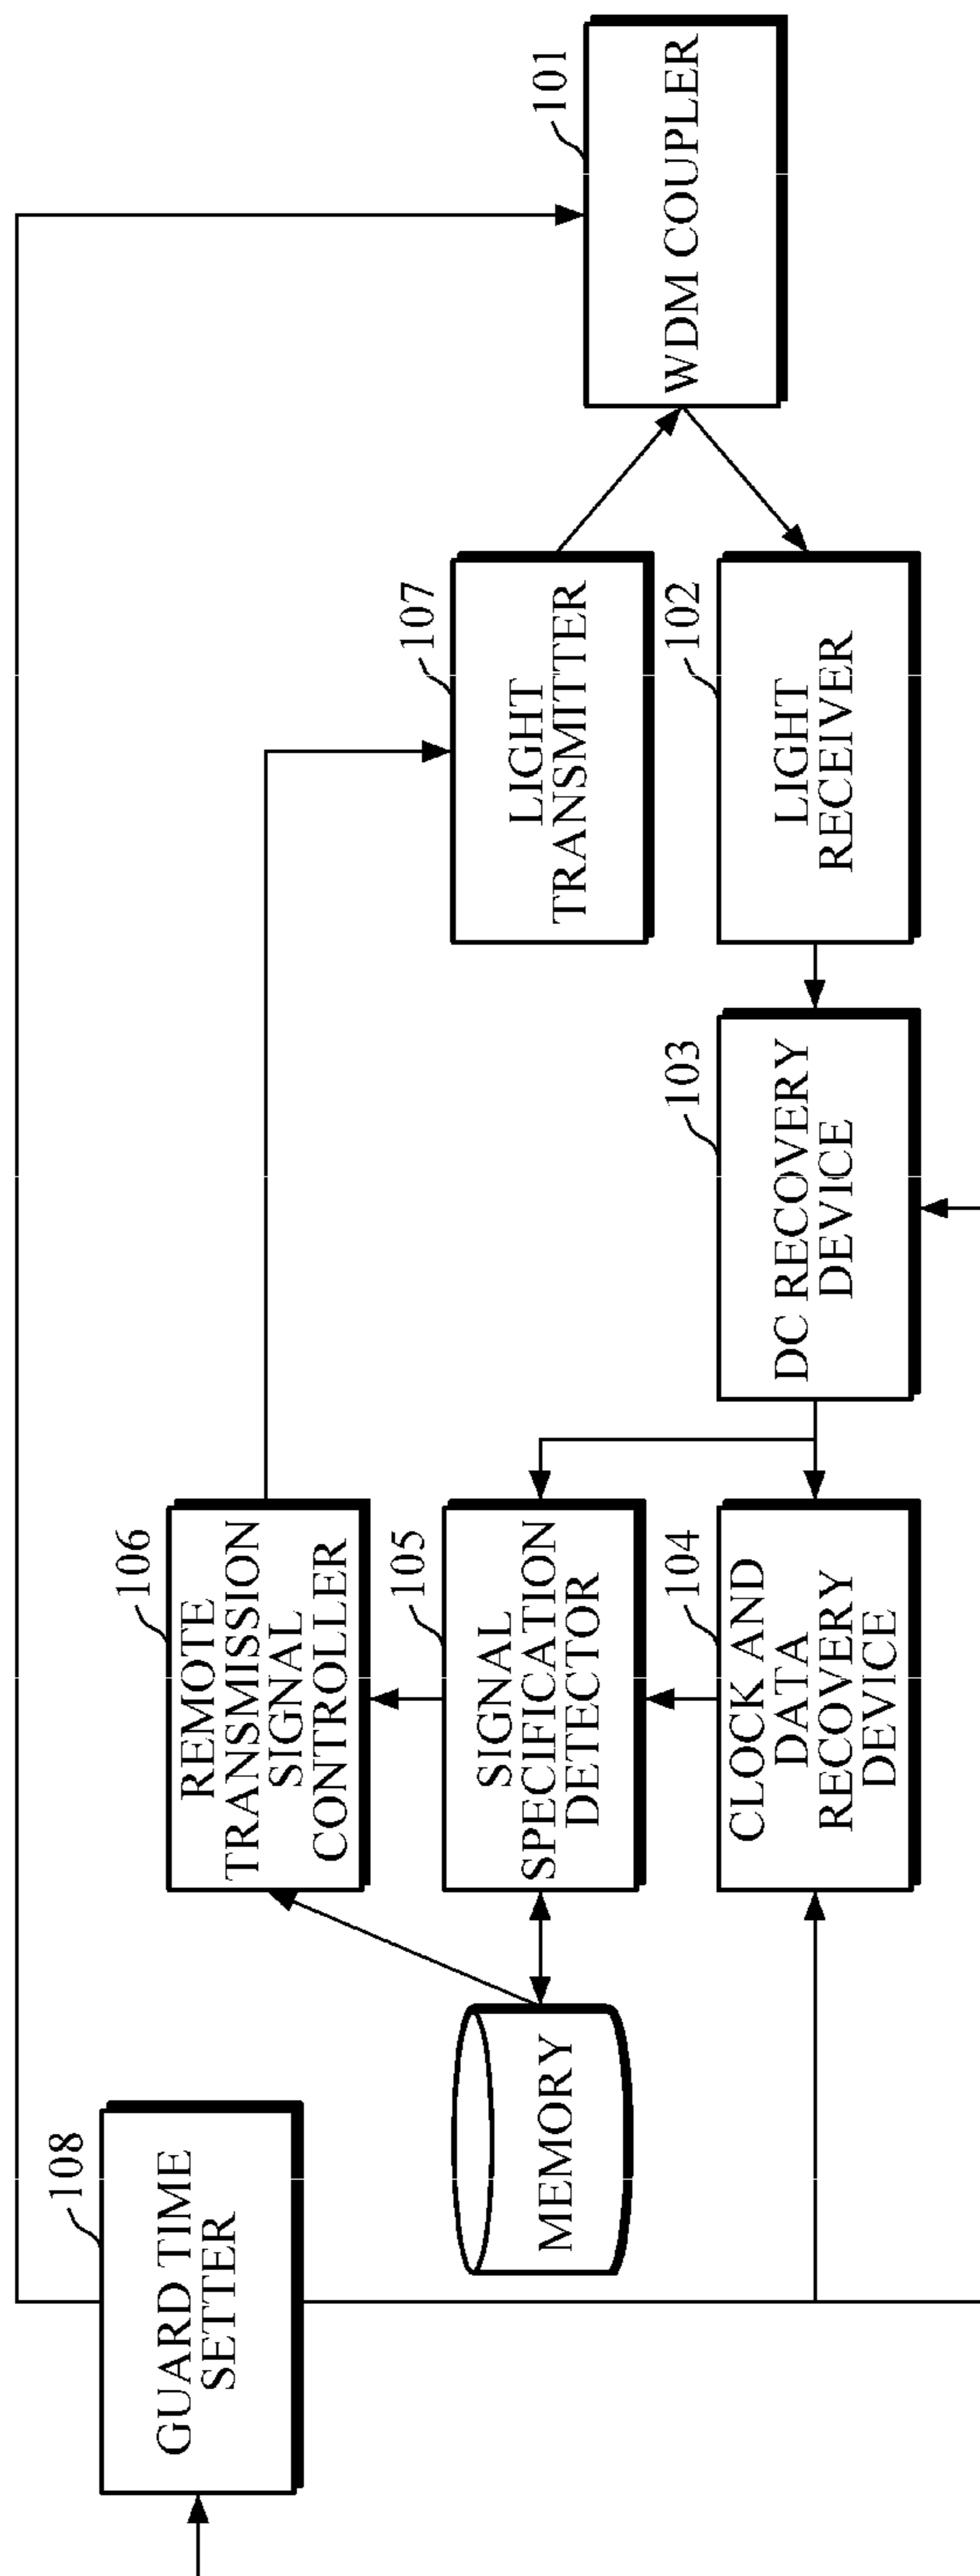 108
GUARD TIME
SETTER
106
REMOTE
TRANSMISSION
SIGNAL
CONTROLLER
107
LIGHT
TRANSMITTER
101
WDM COUPLER
MEMORY
105
SIGNAL
SPECIFICATION
DETECTOR
104
CLOCK AND
DATA
RECOVERY
DEVICE
103
DC RECOVERY
DEVICE
102
LIGHT
RECEIVER